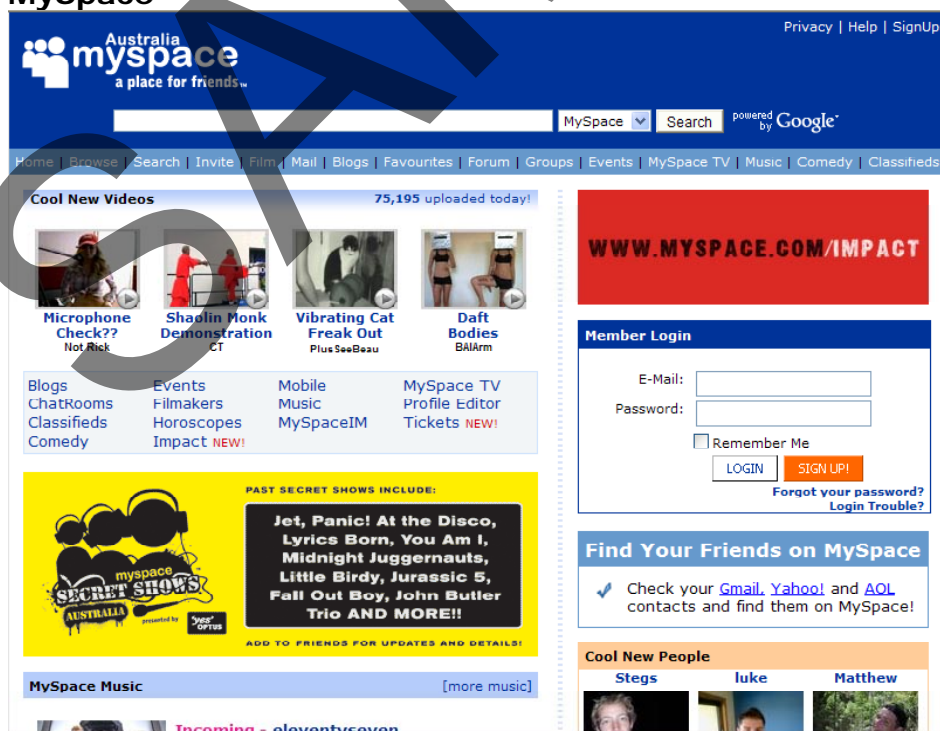 MySpace
Privacy | Help | SignUp
Australia
myspace
a place for friends
MySpace
Search
powered by Google
Home | Browse | Search | Invite | Film | Mail | Blogs | Favourites | Forum | Groups | Events | MySpace TV | Music | Comedy | Classifieds
Cool New Videos
75,195 uploaded today!
Microphone Check??
Not Rick
Shaolin Monk Demonstration
CT
Vibrating Cat Freak Out
PlusSeeBeau
Daft Bodies
BAIArm
WWW.MYSPACE.COM/IMPACT
Blogs
Events
Mobile
MySpace TV
ChatRooms
Filmakers
Music
Profile Editor
Classifieds
Horoscopes
MySpaceIM
Tickets NEW!
Comedy
Impact NEW!
Member Login
E-Mail:
Password:
Remember Me
LOGIN
SIGN UP!
Forgot your password?
Login Trouble?
myspace
SECRET SHOWS
AUSTRALIA
presented by
'yes'
OPTUS
PAST SECRET SHOWS INCLUDE:
Jet, Panic! At the Disco,
Lyrics Born, You Am I,
Midnight Juggernauts,
Little Birdy, Jurassic 5,
Fall Out Boy, John Butler
Trio AND MORE!!
ADD TO FRIENDS FOR UPDATES AND DETAILS!
Find Your Friends on MySpace
Check your Gmail, Yahoo! and AOL
contacts and find them on MySpace!
Cool New People
Stegs
luke
Matthew
MySpace Music
[more music]
Incoming - eleventyseven